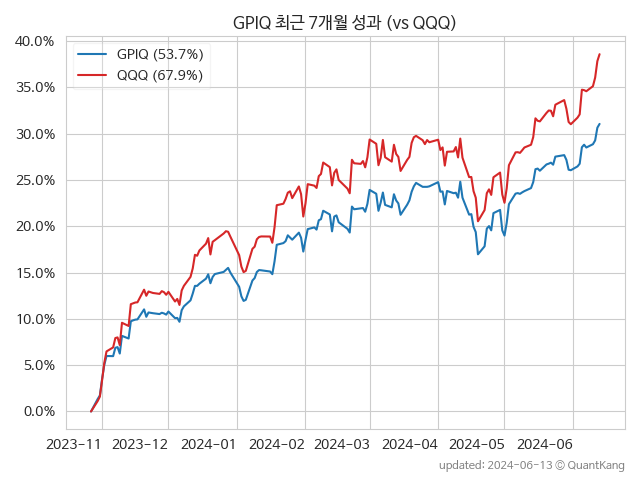 GPIQ 최근 7개월 성과 (vs QQQ)
GPIQ (53.7%)
QQQ (67.9%)
40.0%
35.0%
30.0%
25.0%
20.0%
15.0%
10.0%
5.0%
0.0%
2023-11 2023-12 2024-01 2024-02 2024-03 2024-04 2024-05 2024-06
updated: 2024-06-13 © QuantKang